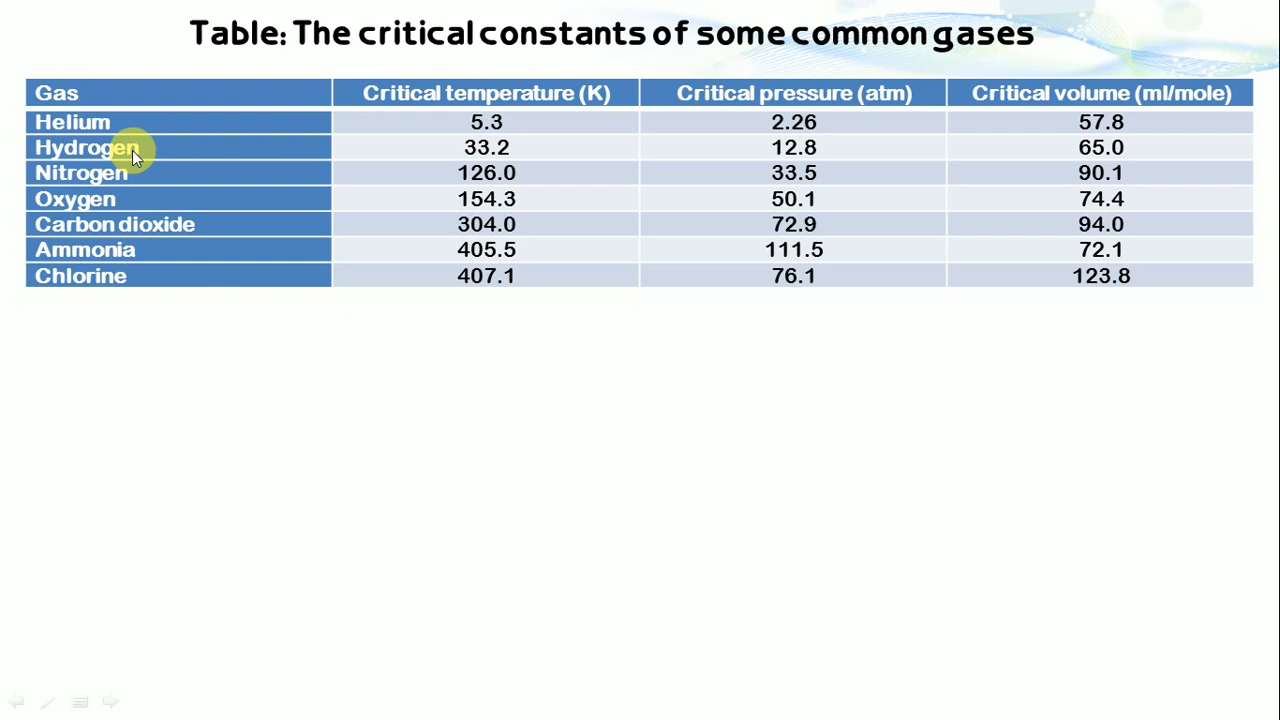 Table: The critical constants of some common gases
Gas Critical temperature (K) Critical pressure (atm) Critical volume (ml/mole)
Helium 5.3 2.26 57.8
Hydrogen 33.2 12.8 65.0
Nitrogen 126.0 33.5 90.1
Oxygen 154.3 50.1 74.4
Carbon dioxide 304.0 72.9 94.0
Ammonia 405.5 111.5 72.1
Chlorine 407.1 76.1 123.8